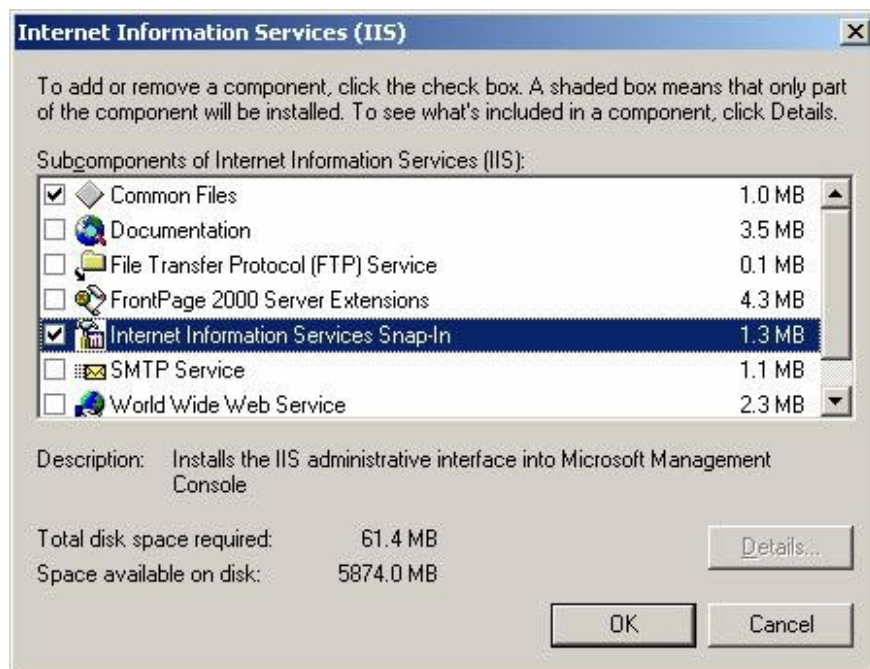 Internet Information Services (IIS)
To add or remove a component, click the check box. A shaded box means that only part
of the component will be installed. To see what's included in a component, click Details.
Subcomponents of Internet Information Services (IIS):
Common Files 1.0 MB
Documentation 3.5 MB
File Transfer Protocol (FTP) Service 0.1 MB
FrontPage 2000 Server Extensions 4.3 MB
Internet Information Services Snap-In 1.3 MB
SMTP Service 1.1 MB
World Wide Web Service 2.3 MB
Description: Installs the IIS administrative interface into Microsoft Management
Console
Total disk space required: 61.4 MB
Details...
Space available on disk: 5874.0 MB
OK Cancel